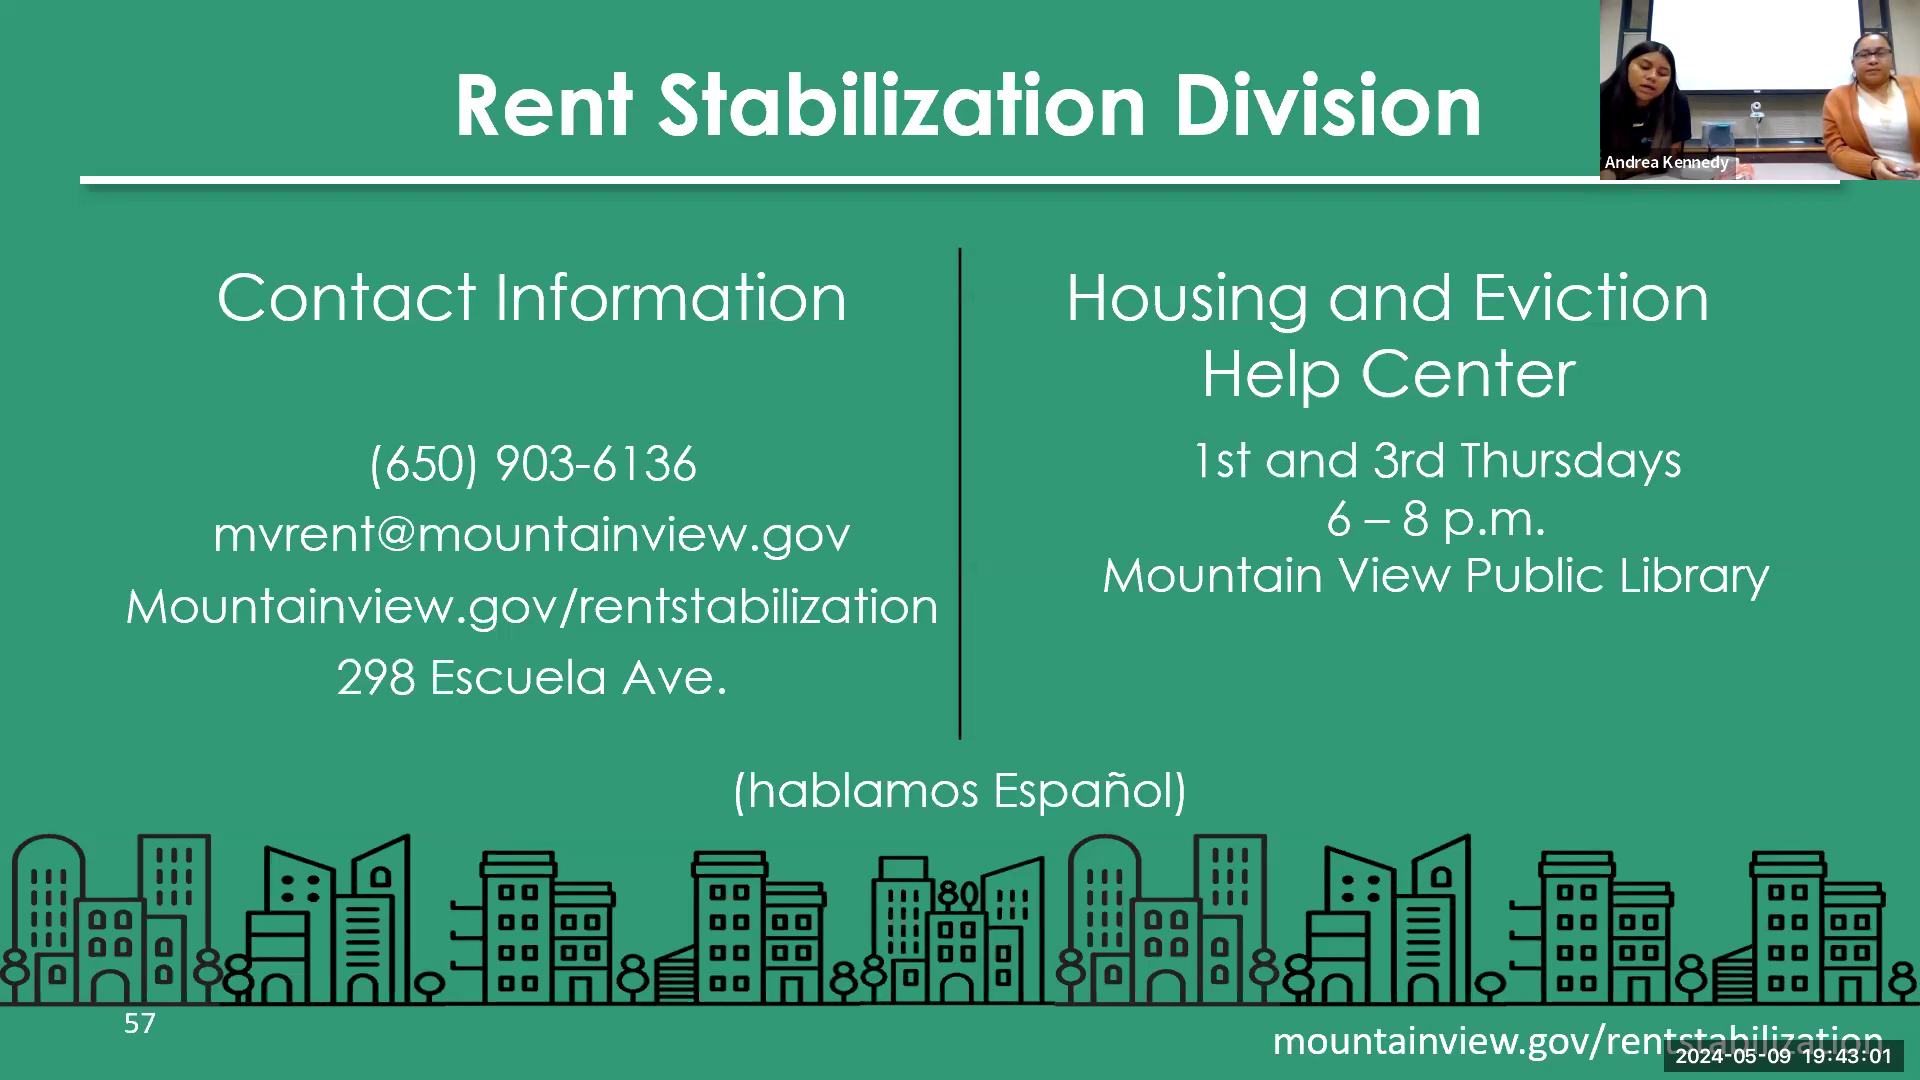 Rent Stabilization Division
Andrea Kennedy
Contact Information
(650) 903-6136
mvrent@mountainview.gov
Mountainview.gov/rentstabilization
298 Escuela Ave.
Housing and Eviction
Help Center
1st and 3rd Thursdays
6 – 8 p.m.
Mountain View Public Library
(hablamos Español)
57
mountainview.gov/rentstabilization
2024-05-09 19:43:01